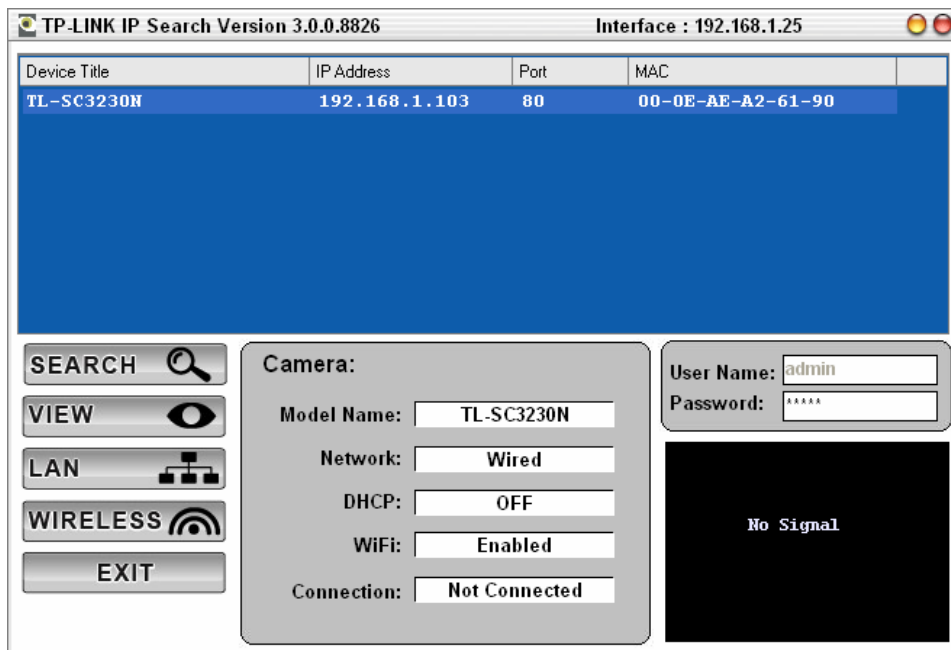 TP-LINK IP Search Version 3.0.0.8826 Interface : 192.168.1.25
Device Title IP Address Port MAC
TL-SC3230N 192.168.1.103 80 00-0E-AE-A2-61-90
SEARCH
VIEW
LAN
WIRELESS
EXIT
Camera:
Model Name: TL-SC3230N
Network: Wired
DHCP: OFF
WiFi: Enabled
Connection: Not Connected
User Name: admin
Password: *****
No Signal